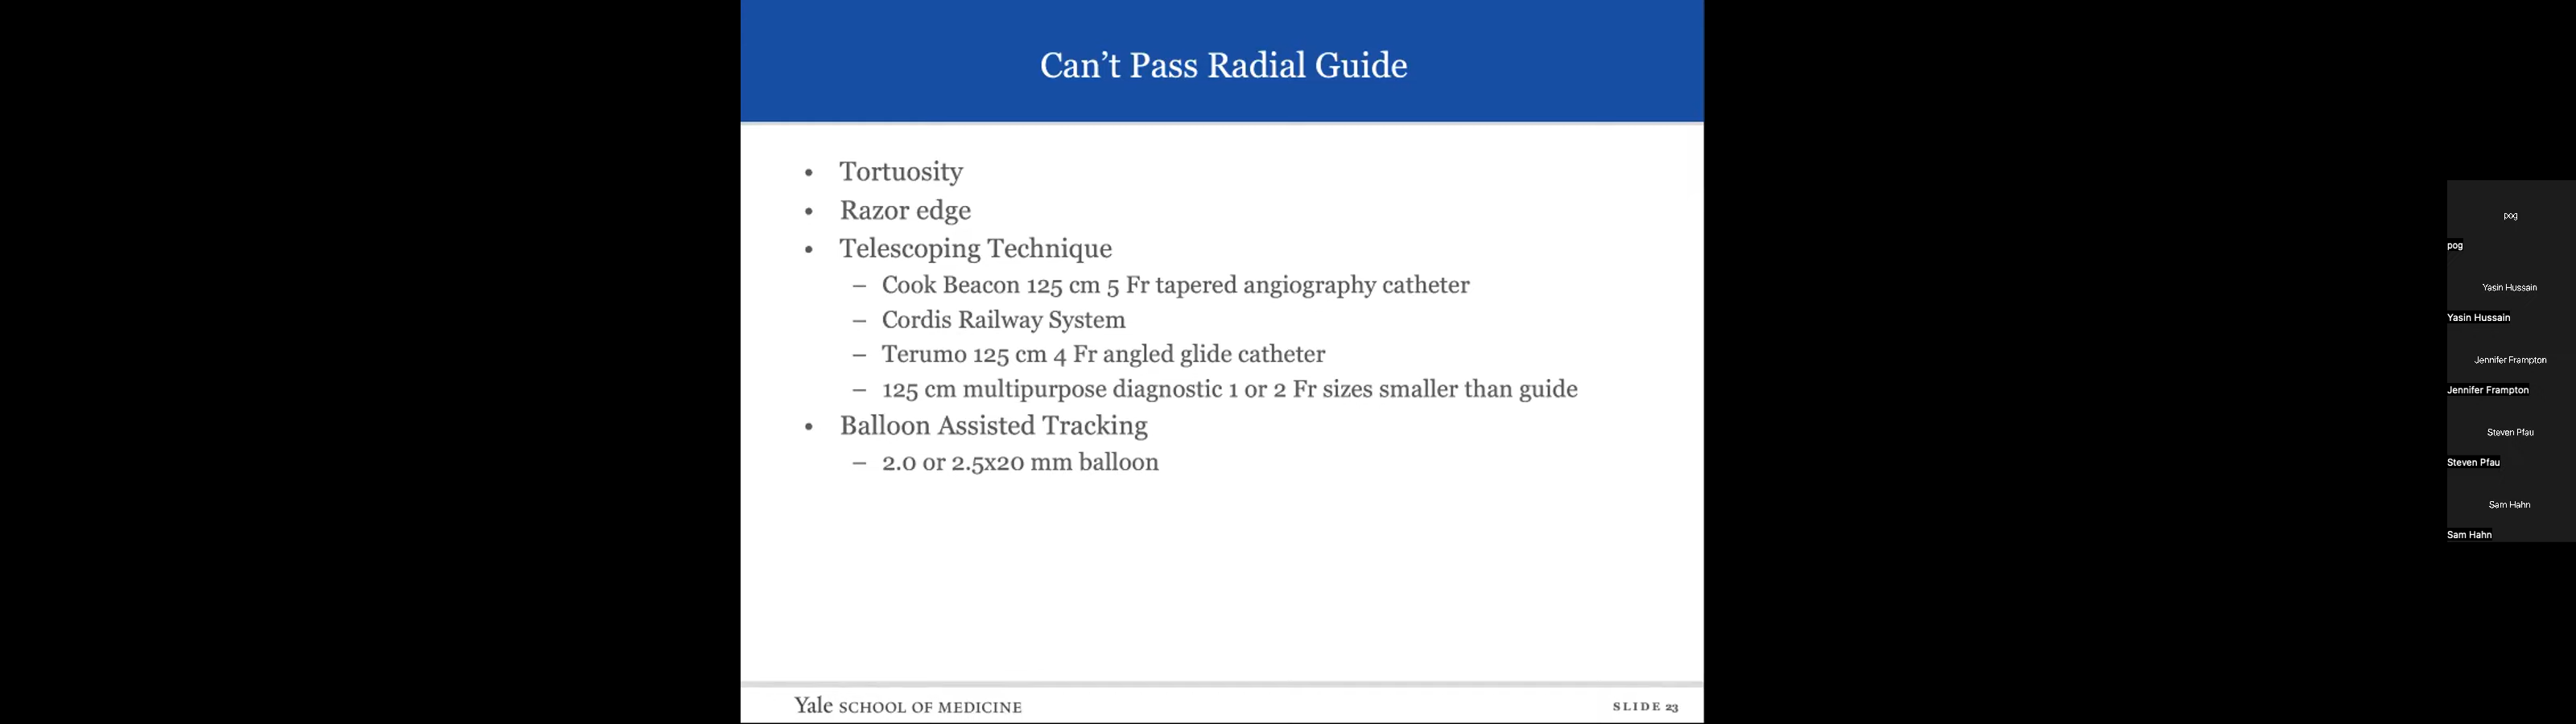 Can't Pass Radial Guide
• Tortuosity
• Razor edge
• Telescoping Technique
– Cook Beacon 125 cm 5 Fr tapered angiography catheter
– Cordis Railway System
– Terumo 125 cm 4 Fr angled glide catheter
– 125 cm multipurpose diagnostic 1 or 2 Fr sizes smaller than guide
• Balloon Assisted Tracking
– 2.0 or 2.5x20 mm balloon
Yale SCHOOL OF MEDICINE
SLIDE 23
pog
pog
Yasin Hussain
Yasin Hussain
Jennifer Frampton
Jennifer Frampton
Steven Pfau
Steven Pfau
Sam Hahn
Sam Hahn